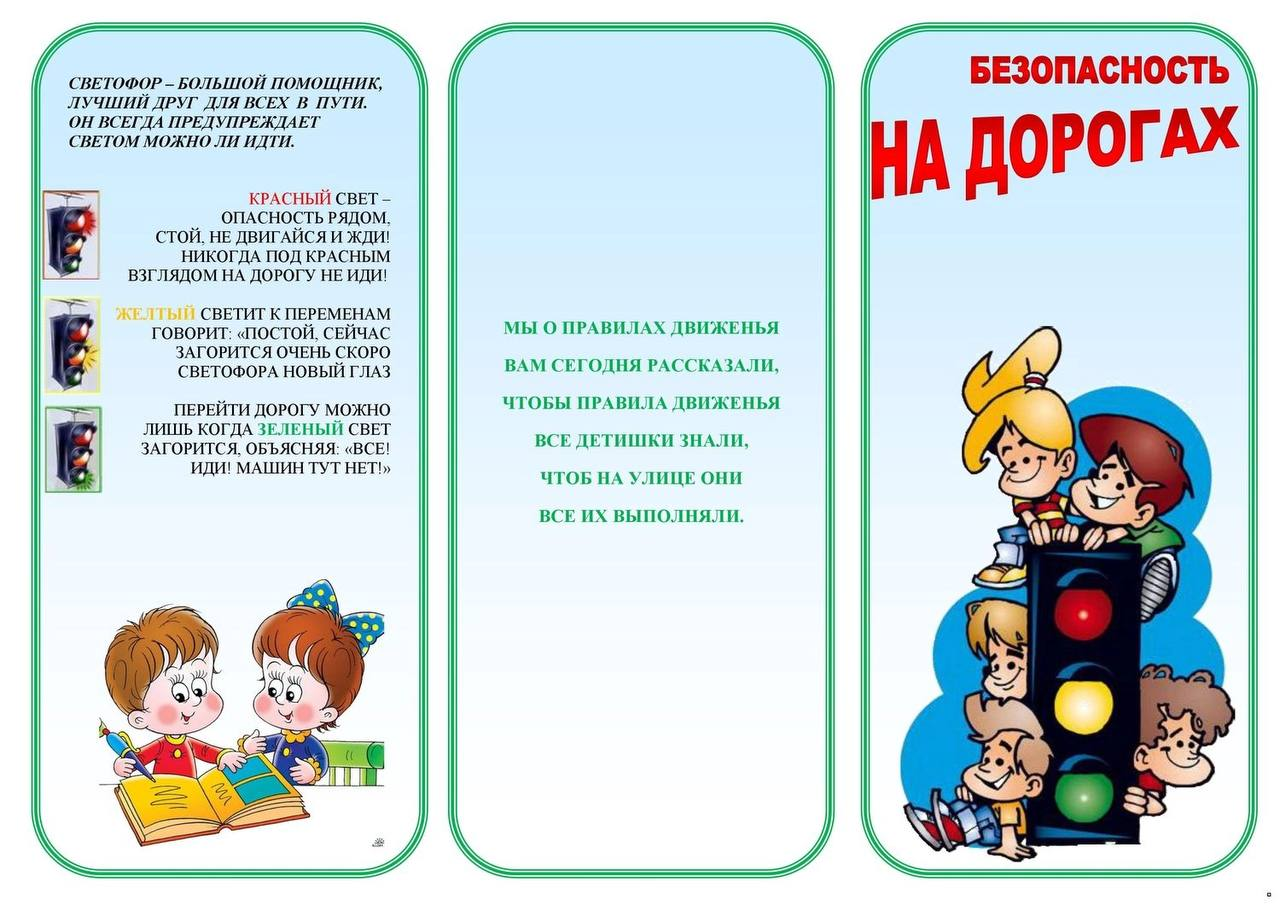 СВЕТОФОР – БОЛЬШОЙ ПОМОЩНИК,
ЛУЧШИЙ ДРУГ ДЛЯ ВСЕХ В ПУТИ.
ОН ВСЕГДА ПРЕДУПРЕЖДАЕТ
СВЕТОМ МОЖНО ЛИ ИДТИ.
КРАСНЫЙ СВЕТ –
ОПАСНОСТЬ РЯДОМ,
СТОЙ, НЕ ДВИГАЙСЯ И ЖДИ!
НИКОГДА ПОД КРАСНЫМ
ВЗГЛЯДОМ НА ДОРОГУ НЕ ИДИ!
ЖЕЛТЫЙ СВЕТИТ К ПЕРЕМЕНАМ
ГОВОРИТ: «ПОСТОЙ, СЕЙЧАС
ЗАГОРИТСЯ ОЧЕНЬ СКОРО
СВЕТОФОРА НОВЫЙ ГЛАЗ
ПЕРЕЙТИ ДОРОГУ МОЖНО
ЛИШЬ КОГДА ЗЕЛЕНЫЙ СВЕТ
ЗАГОРИТСЯ, ОБЪЯСНЯЯ: «ВСЕ!
ИДИ! МАШИН ТУТ НЕТ!»
МЫ О ПРАВИЛАХ ДВИЖЕНЬЯ
ВАМ СЕГОДНЯ РАССКАЗАЛИ,
ЧТОБЫ ПРАВИЛА ДВИЖЕНЬЯ
ВСЕ ДЕТИШКИ ЗНАЛИ,
ЧТОБ НА УЛИЦЕ ОНИ
ВСЕ ИХ ВЫПОЛНЯЛИ.
БЕЗОПАСНОСТЬ
НА ДОРОГАХ